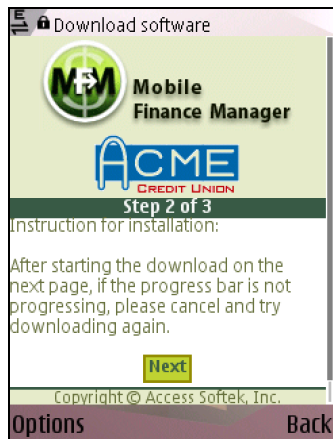 E
Download software
MFM
Mobile
Finance Manager
ACME
CREDIT UNION
Step 2 of 3
Instruction for installation:
After starting the download on the
next page, if the progress bar is not
progressing, please cancel and try
downloading again.
Next
Copyright © Access Softek, Inc.
Options Back